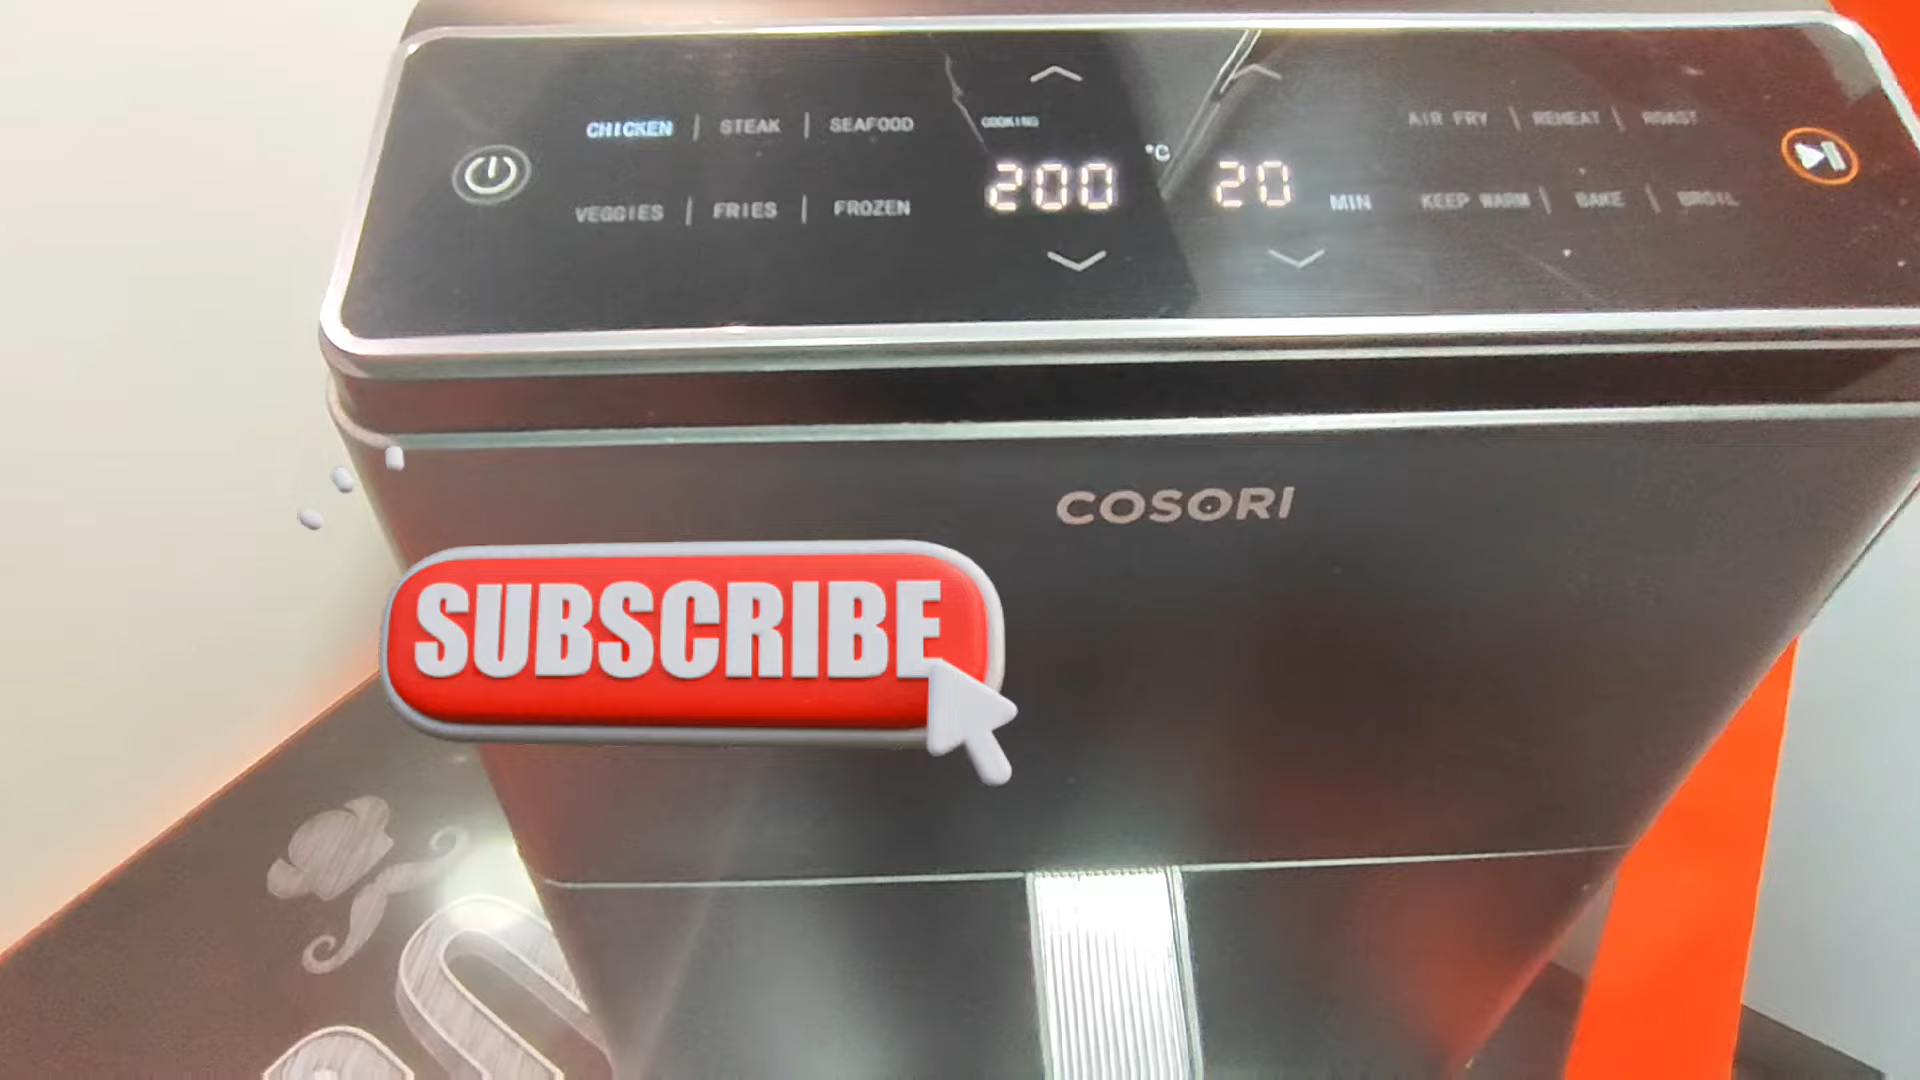 CHICKEN | STEAK | SEAFOOD
VEGGIES | FRIES | FROZEN
COOKING
200 °C
20 MIN
AIR FRY | REHEAT | ROAST
KEEP WARM | BAKE | BROIL
COSORI
SUBSCRIBE